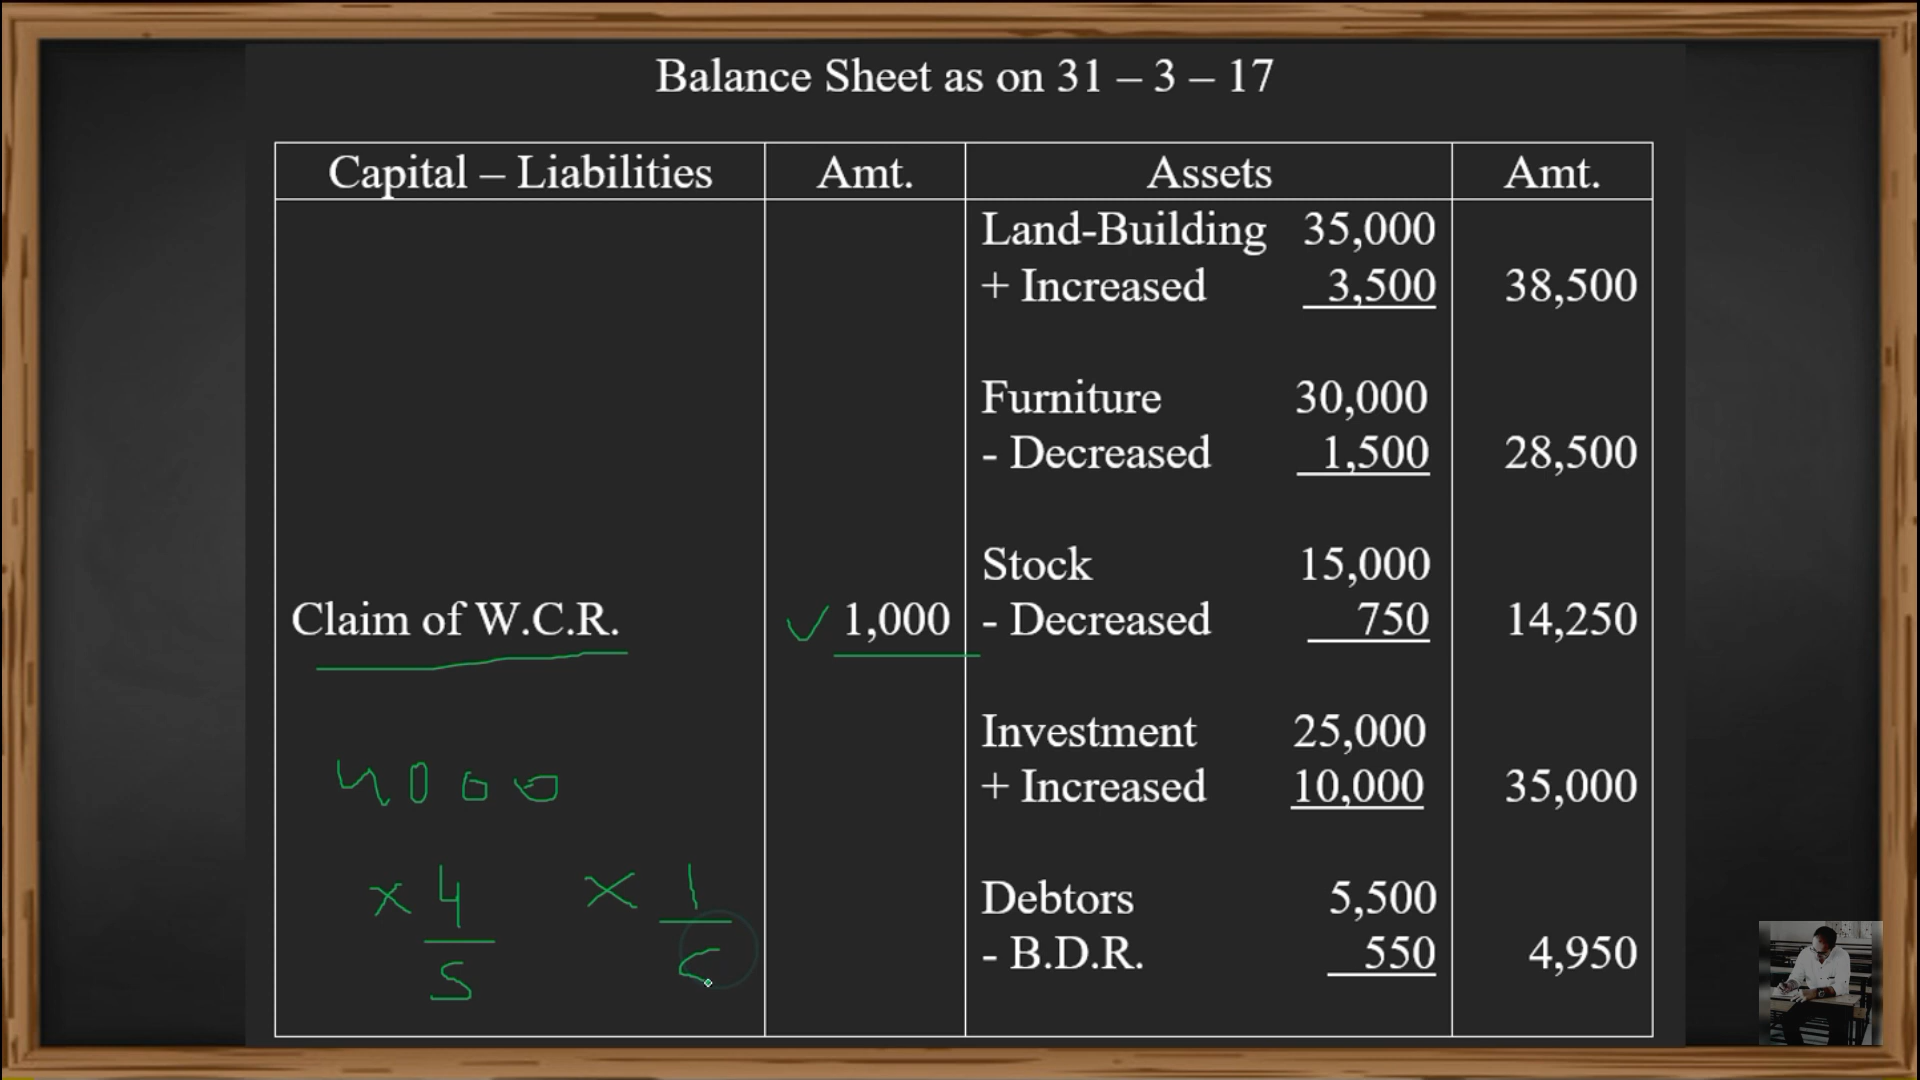 Balance Sheet as on 31 – 3 – 17
Capital – Liabilities Amt. Assets Amt.
Land-Building 35,000
+ Increased 3,500 38,500
Furniture 30,000
- Decreased 1,500 28,500
Stock 15,000
Claim of W.C.R. 1,000 - Decreased 750 14,250
Investment 25,000
4000
+ Increased 10,000 35,000
× 4/5 × 1/5
Debtors 5,500
- B.D.R. 550 4,950